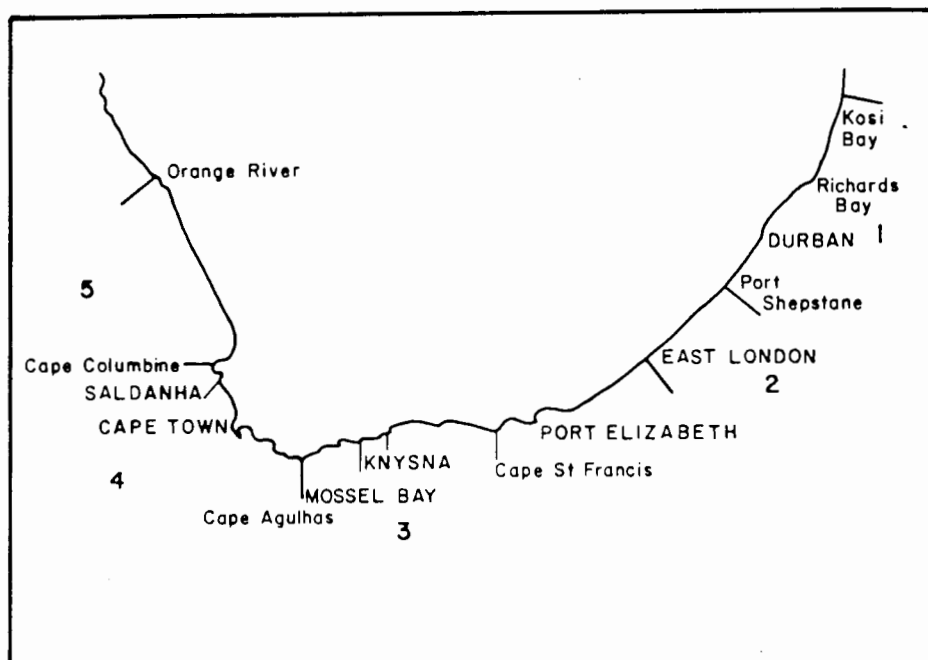 Kosi
Bay
Orange River
Richards
Bay
1
DURBAN
5
Port
Shepstane
Cape Columbine
EAST LONDON
2
SALDANHA
CAPE TOWN
PORT ELIZABETH
KNYSNA
Cape St Francis
4
MOSSEL BAY
Cape Agulhas
3